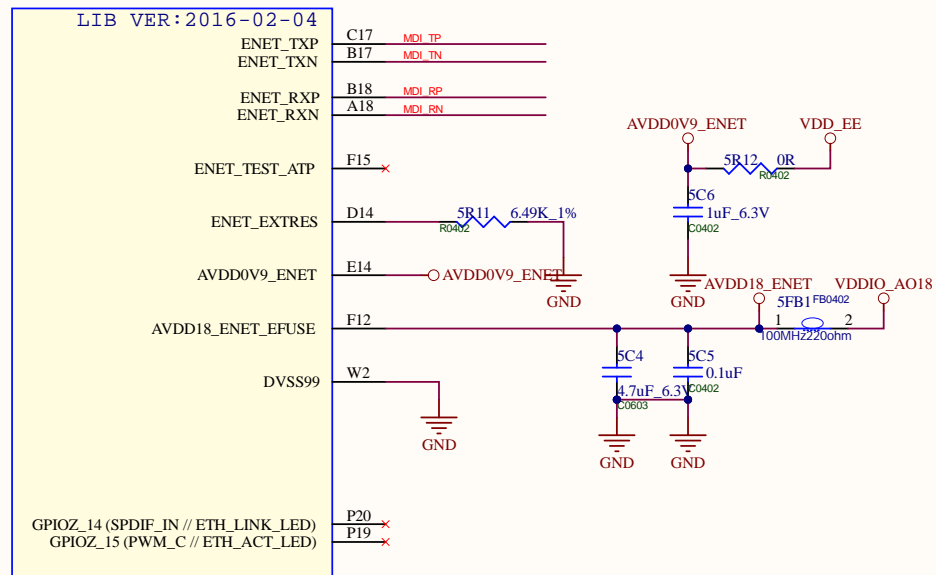 LIB VER:2016-02-04
ENET_TXP C17 MDI_TP
ENET_TXN B17 MDI_TN
ENET_RXP B18 MDI_RP
ENET_RXN A18 MDI_RN
AVDD0V9_ENET VDD_EE
ENET_TEST_ATP F15
5R12 0R
R0402
5C6
1uF_6.3V
C0402
ENET_EXTRES D14
5R11 6.49K_1%
R0402
AVDD0V9_ENET E14 AVDD0V9_ENET
GND
GND
AVDD18_ENET VDDIO_AO18
5FB1 FB0402
1 2
100MHz220ohm
AVDD18_ENET_EFUSE F12
5C4 5C5
4.7uF_6.3V 0.1uF
C0603 C0402
DVSS99 W2
GND
GND GND
GPIOZ_14 (SPDIF_IN // ETH_LINK_LED) P20
GPIOZ_15 (PWM_C // ETH_ACT_LED) P19